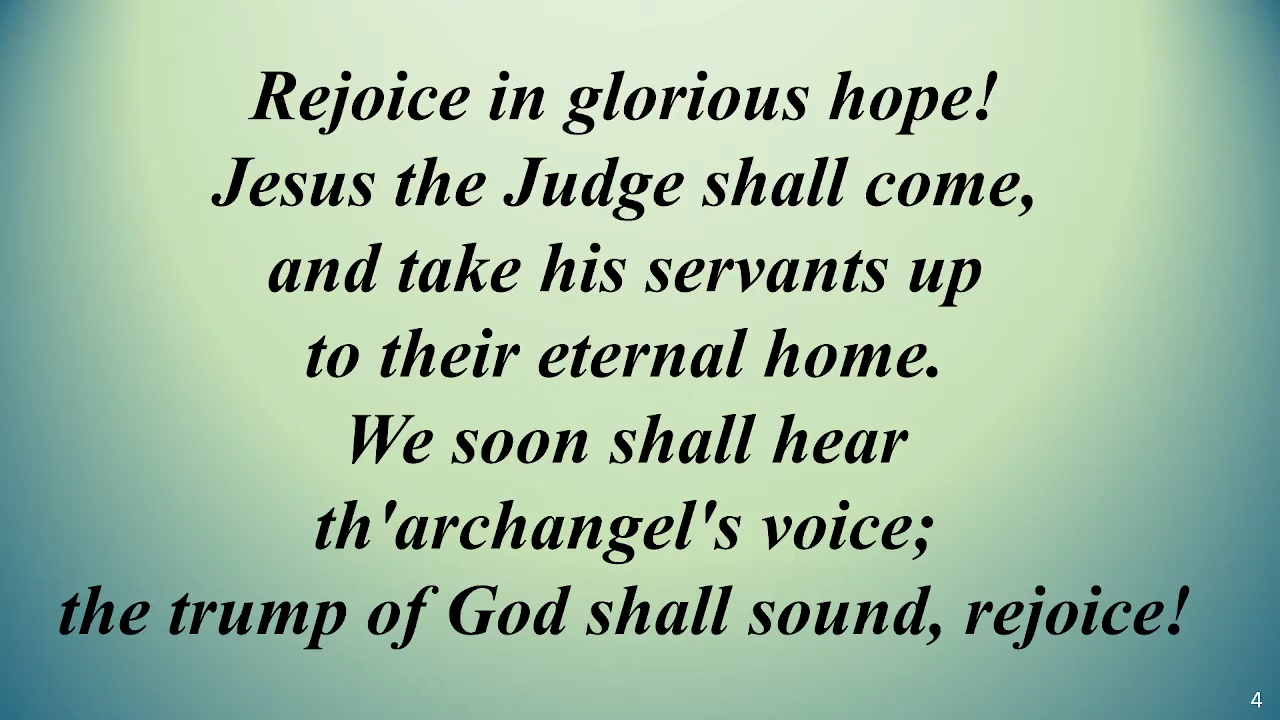 Rejoice in glorious hope!
Jesus the Judge shall come,
and take his servants up
to their eternal home.
We soon shall hear
th'archangel's voice;
the trump of God shall sound, rejoice!
4